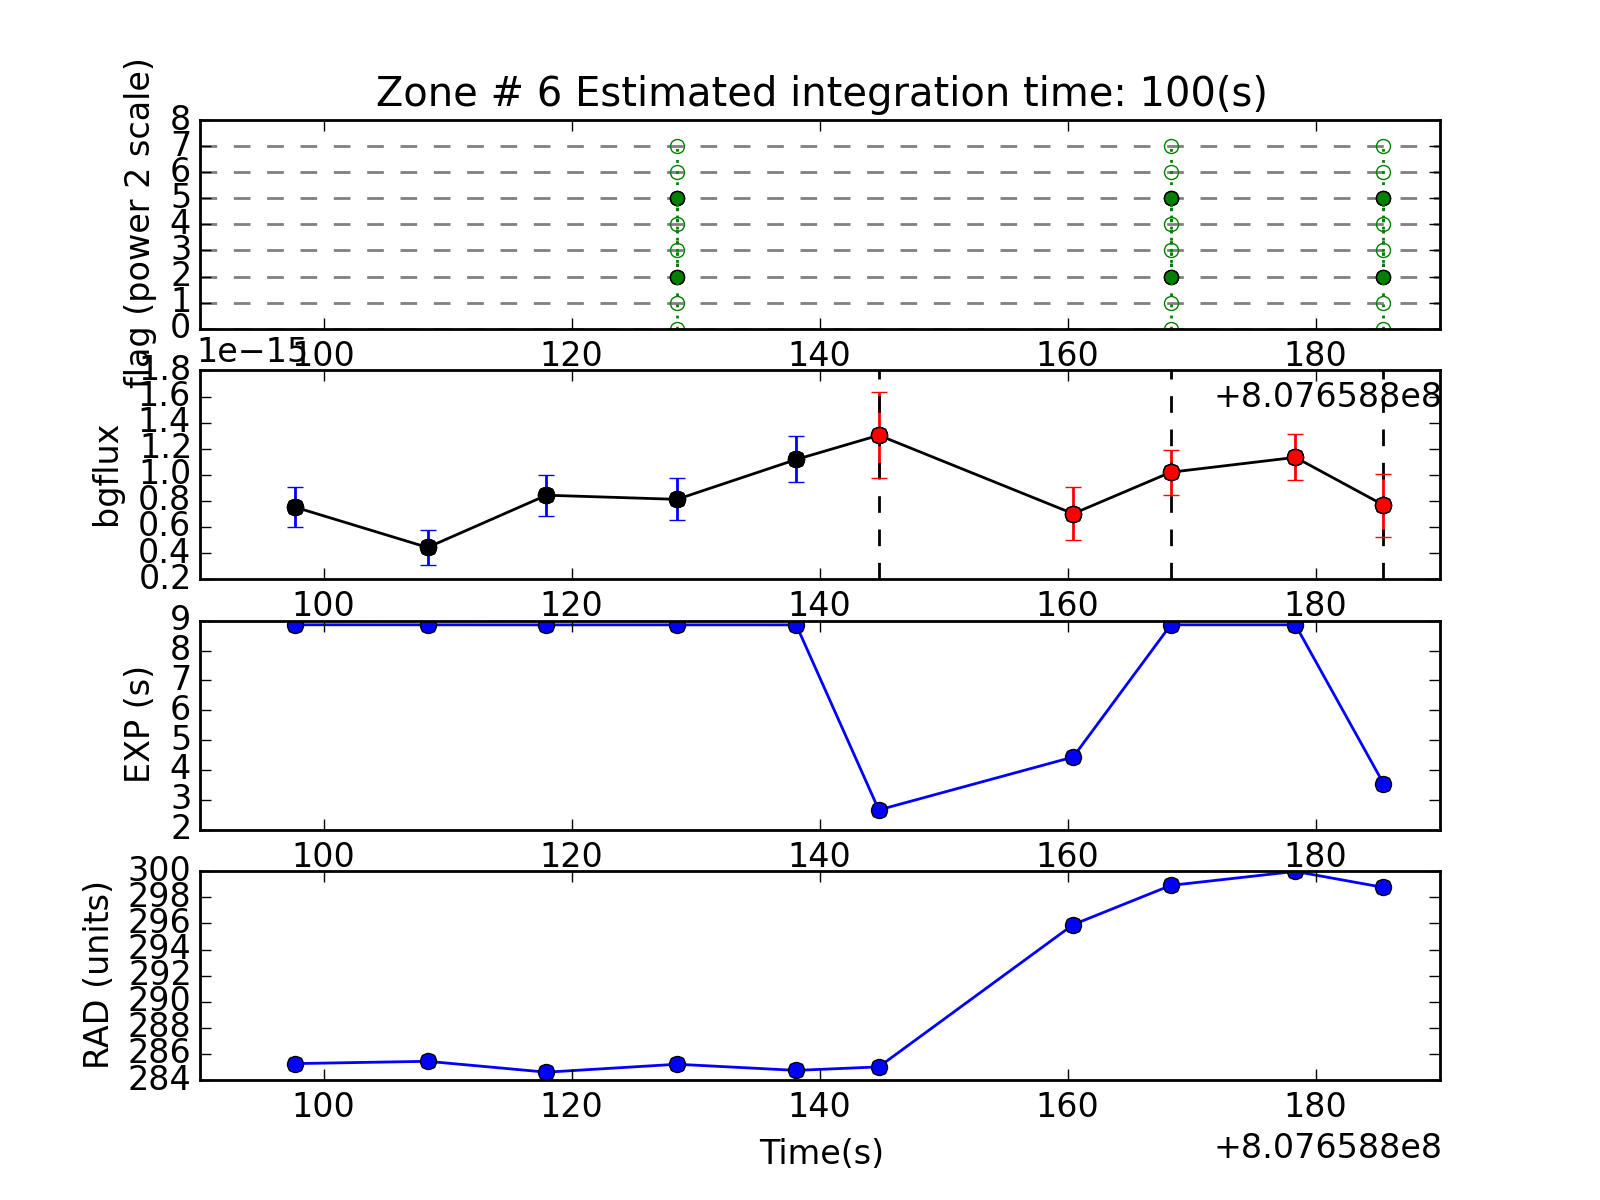 Zone # 6 Estimated integration time: 100(s)
flag (power 2 scale)
8
7
6
5
4
3
2
1
0
100 120 140 160 180
+8.076588e8
1e−15
bgflux
1.8
1.6
1.4
1.2
1.0
0.8
0.6
0.4
0.2
100 120 140 160 180
EXP (s)
9
8
7
6
5
4
3
2
100 120 140 160 180
RAD (units)
300
298
296
294
292
290
288
286
284
100 120 140 160 180
Time(s)
+8.076588e8